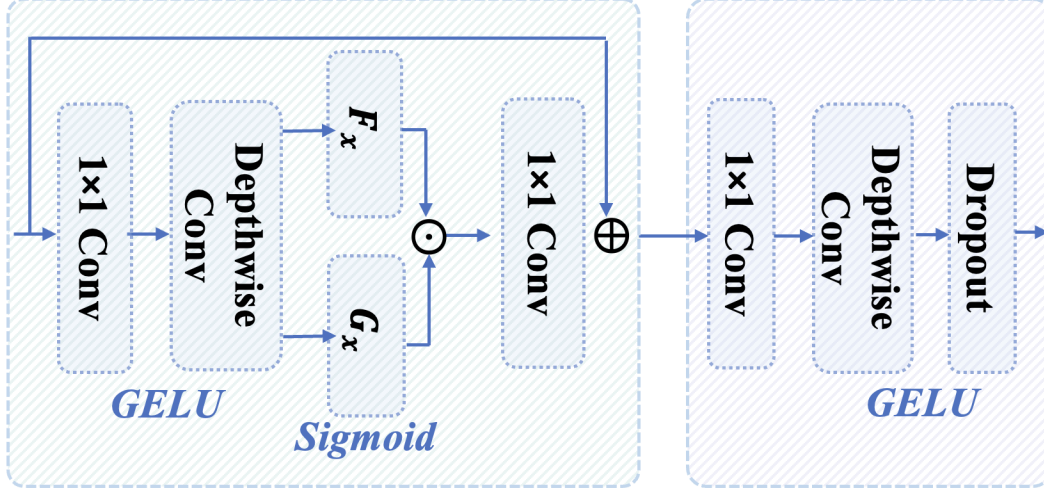 1×1 Conv
Depthwise
Conv
F_x
G_x
1×1 Conv
GELU
Sigmoid
1×1 Conv
Depthwise
Conv
Dropout
GELU